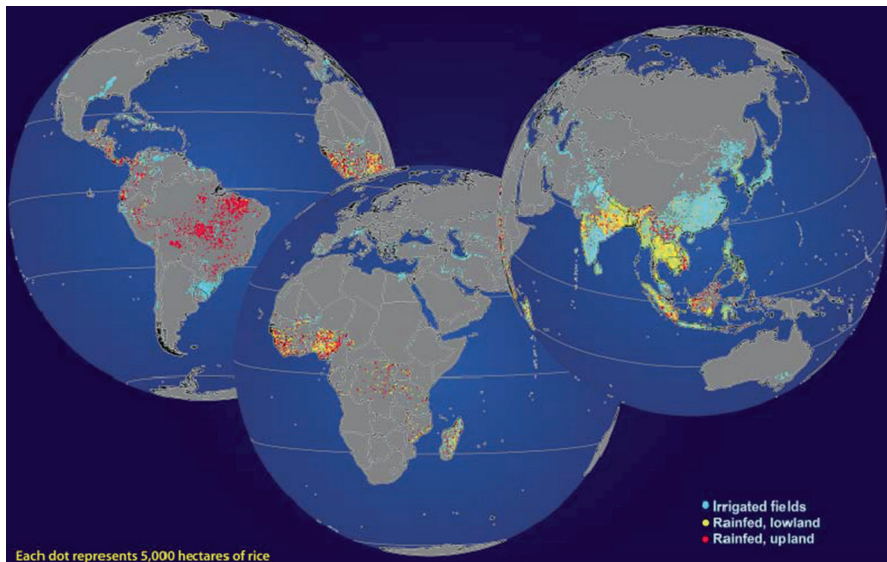 Irrigated fields
Rainfed, lowland
Rainfed, upland
Each dot represents 5,000 hectares of rice